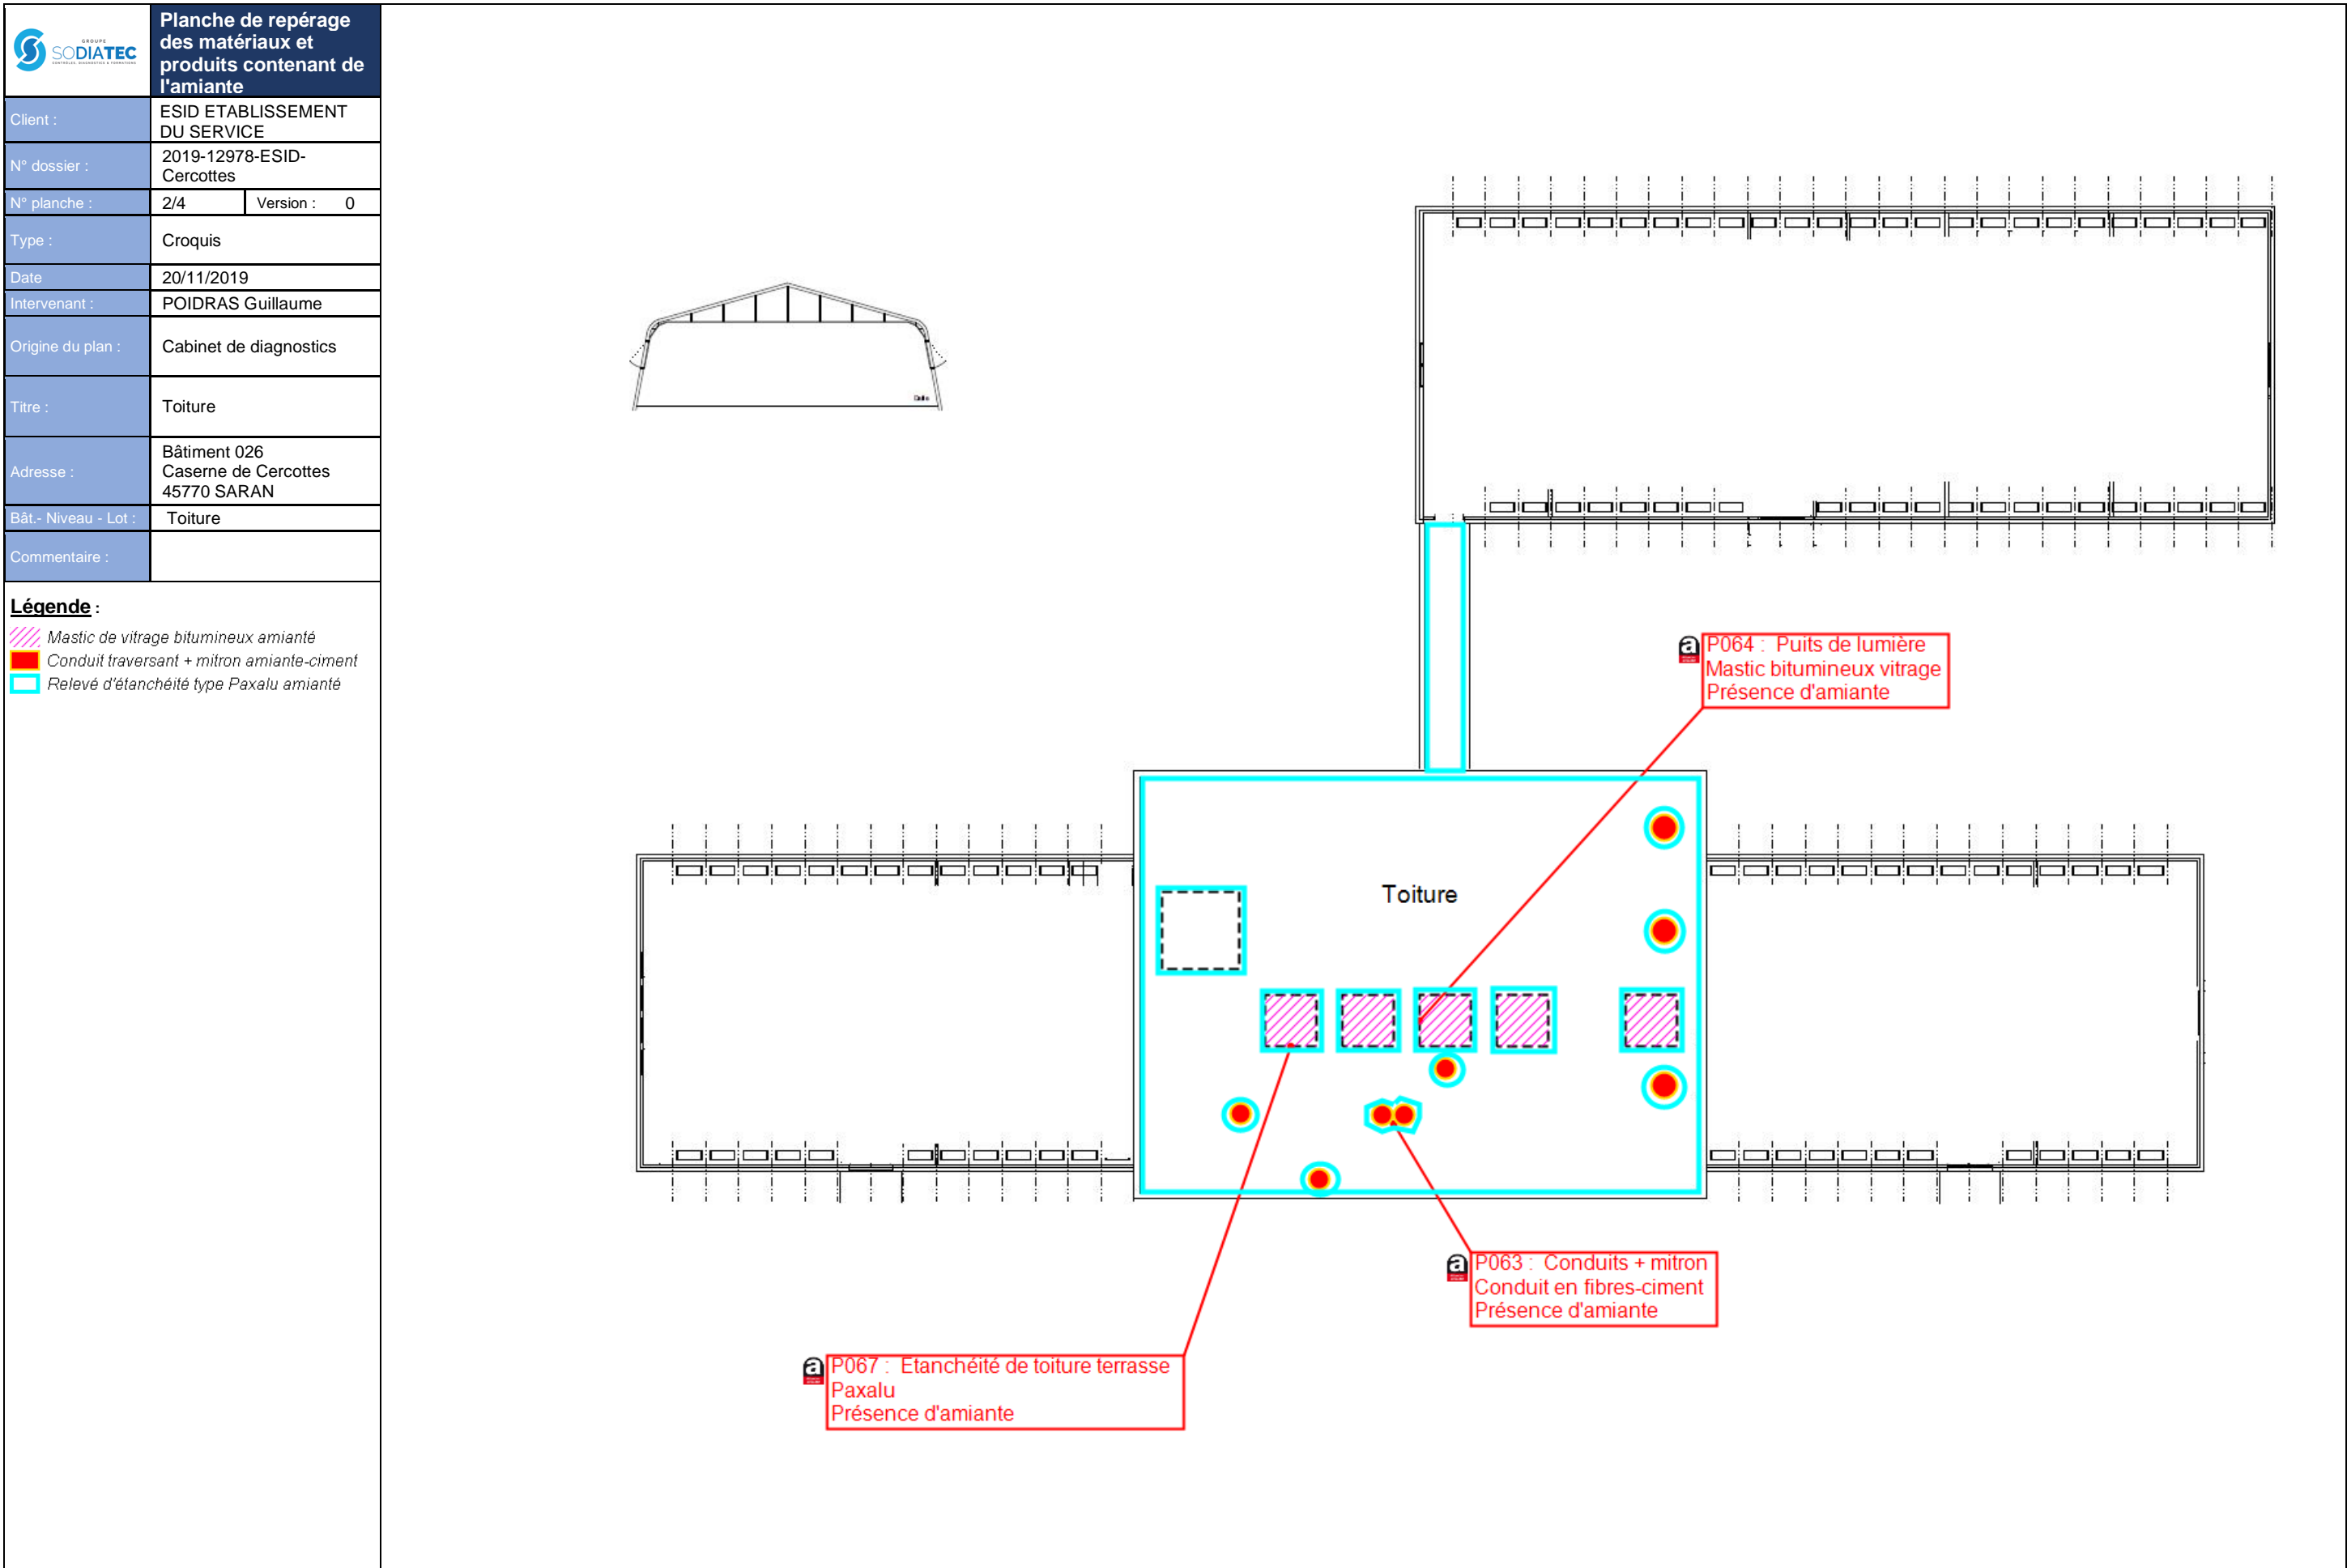 GROUPE
SODIATEC
CONTRÔLES, DIAGNOSTICS & FORMATIONS
Planche de repérage
des matériaux et
produits contenant de
l'amiante
Client :
ESID ETABLISSEMENT
DU SERVICE
N° dossier :
2019-12978-ESID-
Cercottes
N° planche :
2/4
Version : 0
Type :
Croquis
Date
20/11/2019
Intervenant :
POIDRAS Guillaume
Origine du plan :
Cabinet de diagnostics
Titre :
Toiture
Adresse :
Bâtiment 026
Caserne de Cercottes
45770 SARAN
Bât.- Niveau - Lot :
Toiture
Commentaire :
Légende :
Mastic de vitrage bitumineux amianté
Conduit traversant + mitron amiante-ciment
Relevé d'étanchéité type Paxalu amianté
a
P064 : Puits de lumière
Mastic bitumineux vitrage
Présence d'amiante
Toiture
a
P063 : Conduits + mitron
Conduit en fibres-ciment
Présence d'amiante
a
P067 : Etanchéité de toiture terrasse
Paxalu
Présence d'amiante